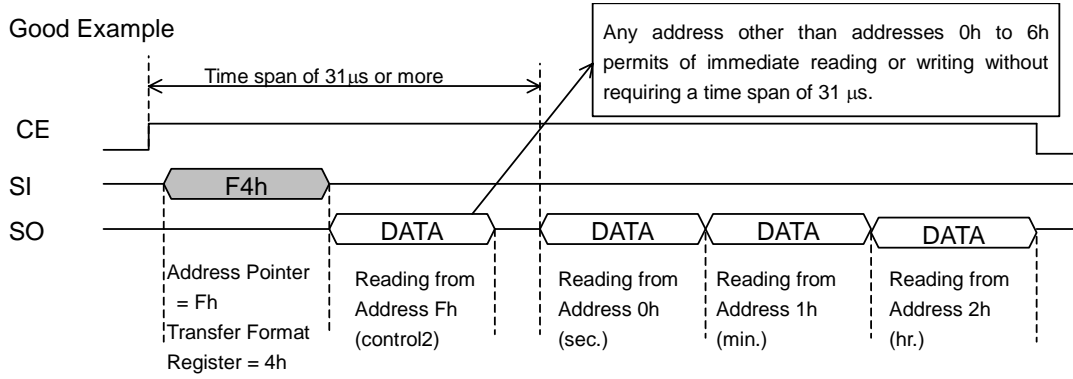 Good Example
Any address other than addresses 0h to 6h
permits of immediate reading or writing without
requiring a time span of 31 μs.
Time span of 31μs or more
CE
SI
F4h
SO
DATA
DATA
DATA
DATA
Address Pointer
= Fh
Transfer Format
Register = 4h
Reading from
Address Fh
(control2)
Reading from
Address 0h
(sec.)
Reading from
Address 1h
(min.)
Reading from
Address 2h
(hr.)